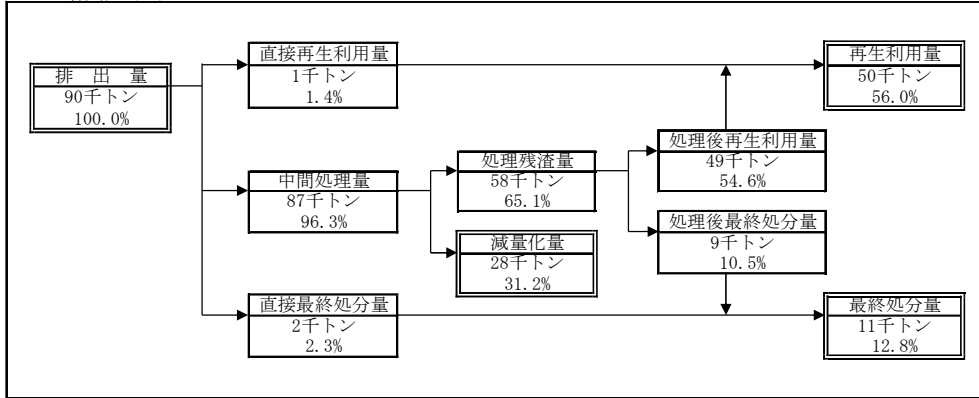 排 出 量
90千トン
100.0%
直接再生利用量
1千トン
1.4%
再生利用量
50千トン
56.0%
中間処理量
87千トン
96.3%
処理残渣量
58千トン
65.1%
処理後再生利用量
49千トン
54.6%
減量化量
28千トン
31.2%
処理後最終処分量
9千トン
10.5%
直接最終処分量
2千トン
2.3%
最終処分量
11千トン
12.8%